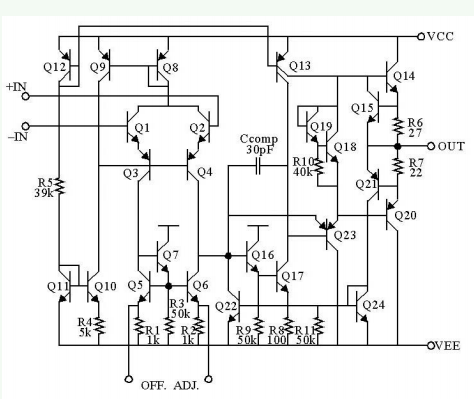 VCC
Q12
Q9
Q8
Q13
Q14
+IN
Q15
−IN
Q1
Q2
Q19
R6
27
Ccomp
30pF
Q18
OUT
Q3
Q4
R10
40k
R7
22
R5
39k
Q21
Q20
Q23
Q7
Q16
Q17
Q11
Q10
Q5
Q6
Q22
Q24
R3
50k
R4
5k
R1
1k
R2
1k
R9
50k
R8
100
R11
50k
VEE
OFF. ADJ.